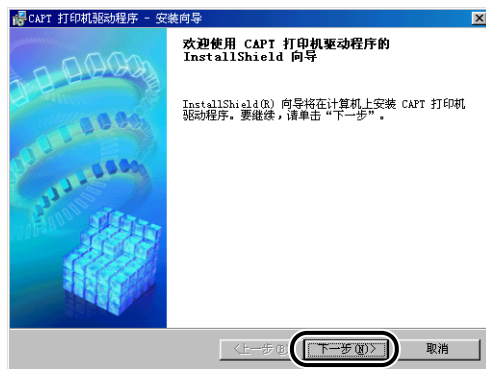 CAPT 打印机驱动程序 - 安装向导
欢迎使用 CAPT 打印机驱动程序的
InstallShield 向导
InstallShield(R) 向导将在计算机上安装 CAPT 打印机
驱动程序。要继续，请单击“下一步”。
<上一步(B) 下一步(N)> 取消